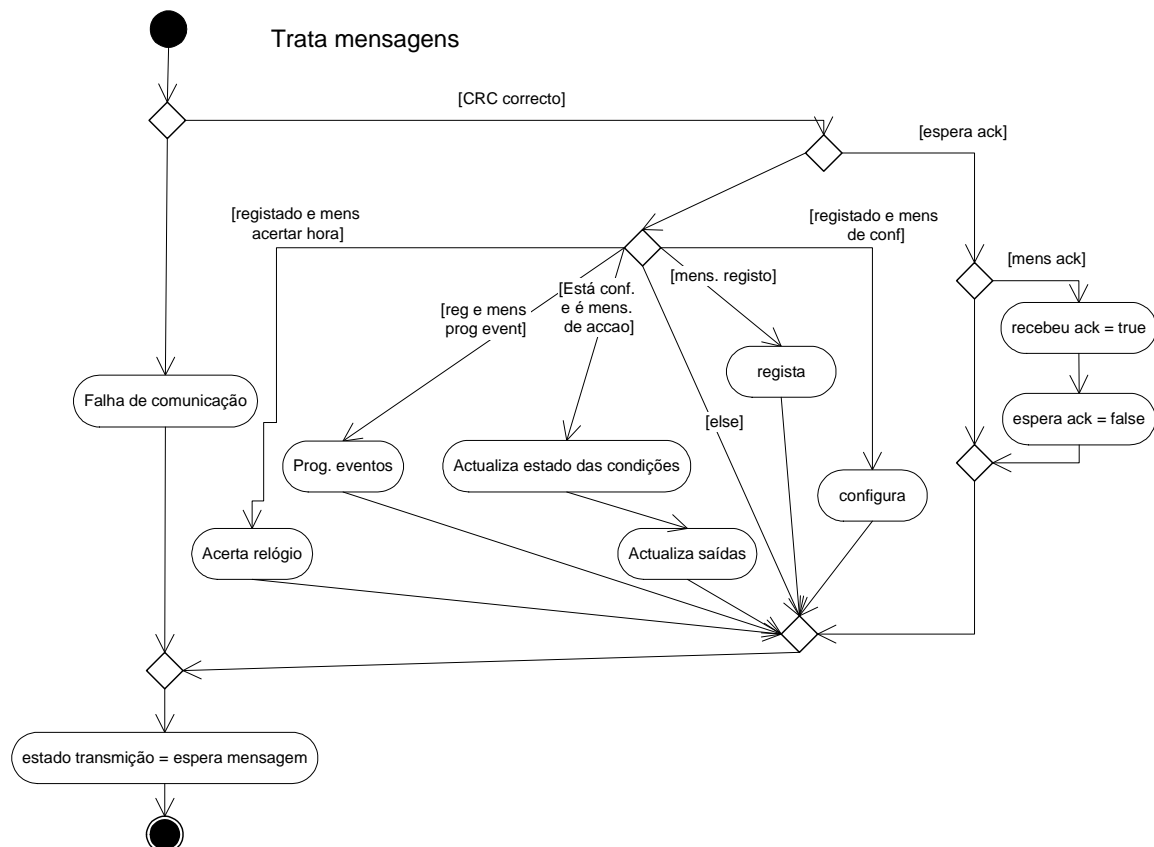 Trata mensagens
[CRC correcto]
[espera ack]
[registado e mens
acertar hora]
[registado e mens
de conf]
[mens ack]
[mens. registo]
[Está conf.
e é mens.
de accao]
[reg e mens
prog event]
recebeu ack = true
regista
Falha de comunicação
espera ack = false
[else]
Prog. eventos
Actualiza estado das condições
configura
Acerta relógio
Actualiza saídas
estado transmição = espera mensagem